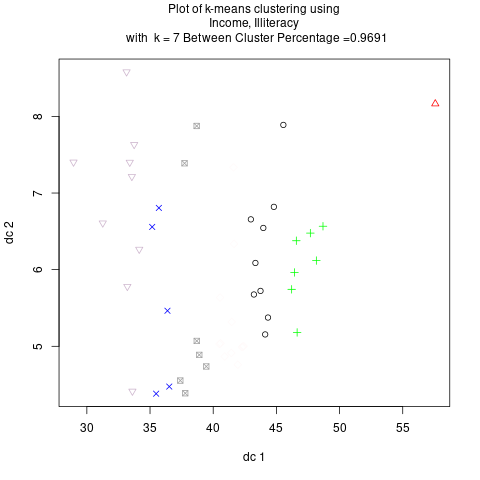 Plot of k-means clustering using
Income, Illiteracy
with k = 7 Between Cluster Percentage =0.9691
8
7
6
5
dc 2
30 35 40 45 50 55
dc 1